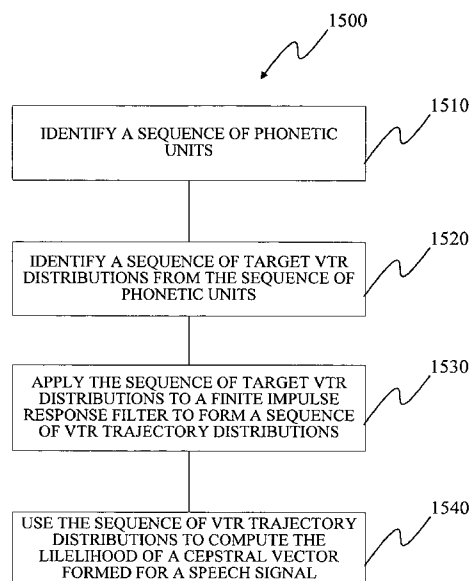 1500
1510
IDENTIFY A SEQUENCE OF PHONETIC
UNITS
1520
IDENTIFY A SEQUENCE OF TARGET VTR
DISTRIBUTIONS FROM THE SEQUENCE OF
PHONETIC UNITS
1530
APPLY THE SEQUENCE OF TARGET VTR
DISTRIBUTIONS TO A FINITE IMPULSE
RESPONSE FILTER TO FORM A SEQUENCE
OF VTR TRAJECTORY DISTRIBUTIONS
1540
USE THE SEQUENCE OF VTR TRAJECTORY
DISTRIBUTIONS TO COMPUTE THE
LILELIHOOD OF A CEPSTRAL VECTOR
FORMED FOR A SPEECH SIGNAL